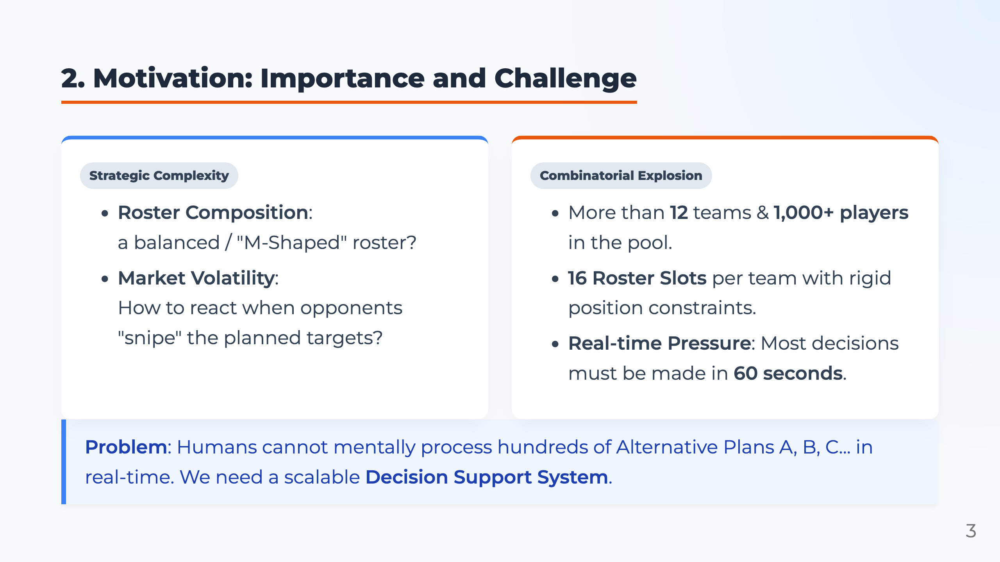 2. Motivation: Importance and Challenge
Strategic Complexity
• Roster Composition:
a balanced / "M-Shaped" roster?
• Market Volatility:
How to react when opponents
"snipe" the planned targets?
Combinatorial Explosion
• More than 12 teams & 1,000+ players
in the pool.
• 16 Roster Slots per team with rigid
position constraints.
• Real-time Pressure: Most decisions
must be made in 60 seconds.
Problem: Humans cannot mentally process hundreds of Alternative Plans A, B, C... in
real-time. We need a scalable Decision Support System.
3